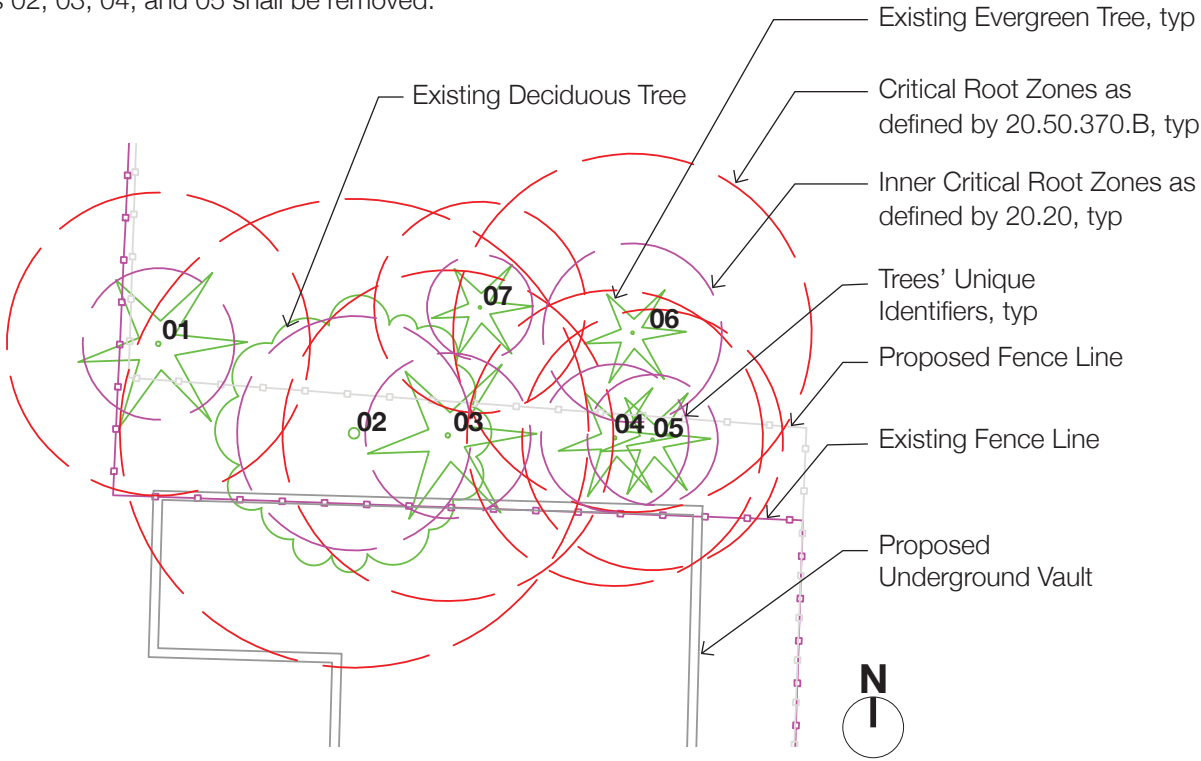 s 02, 03, 04, and 05 shall be removed.
Existing Evergreen Tree, typ
Existing Deciduous Tree
Critical Root Zones as
defined by 20.50.370.B, typ
Inner Critical Root Zones as
defined by 20.20, typ
Trees’ Unique
Identifiers, typ
Proposed Fence Line
Existing Fence Line
Proposed
Underground Vault
01
07
06
02
03
04
05
N